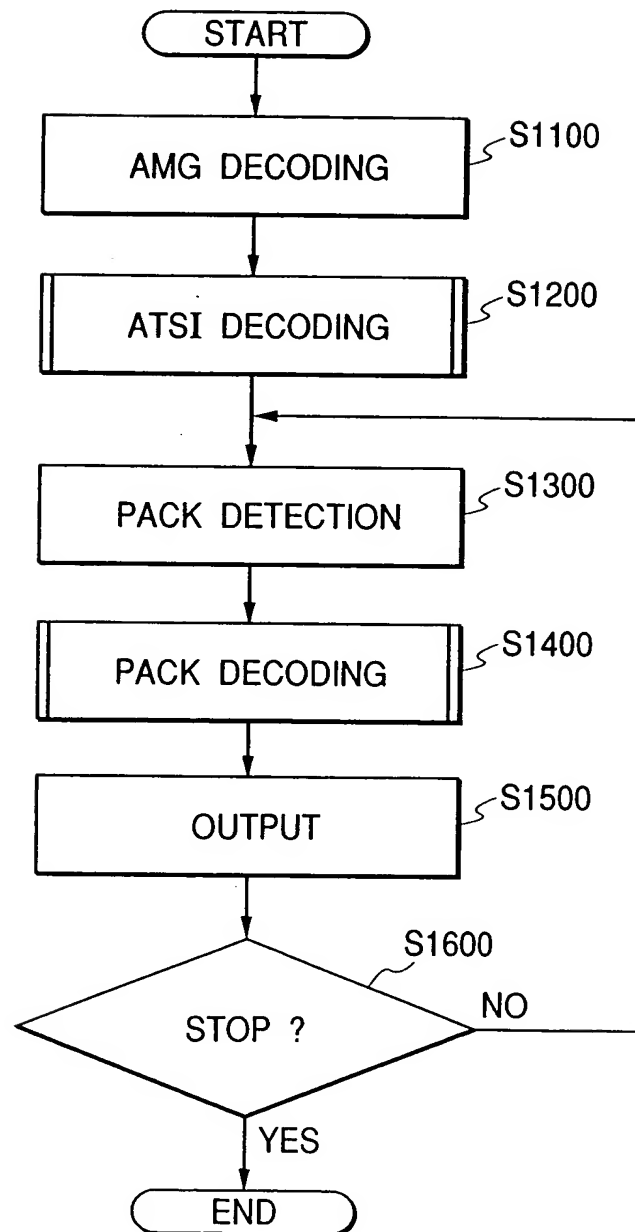 START
S1100
AMG DECODING
S1200
ATSI DECODING
S1300
PACK DETECTION
S1400
PACK DECODING
S1500
OUTPUT
S1600
STOP ?
NO
YES
END